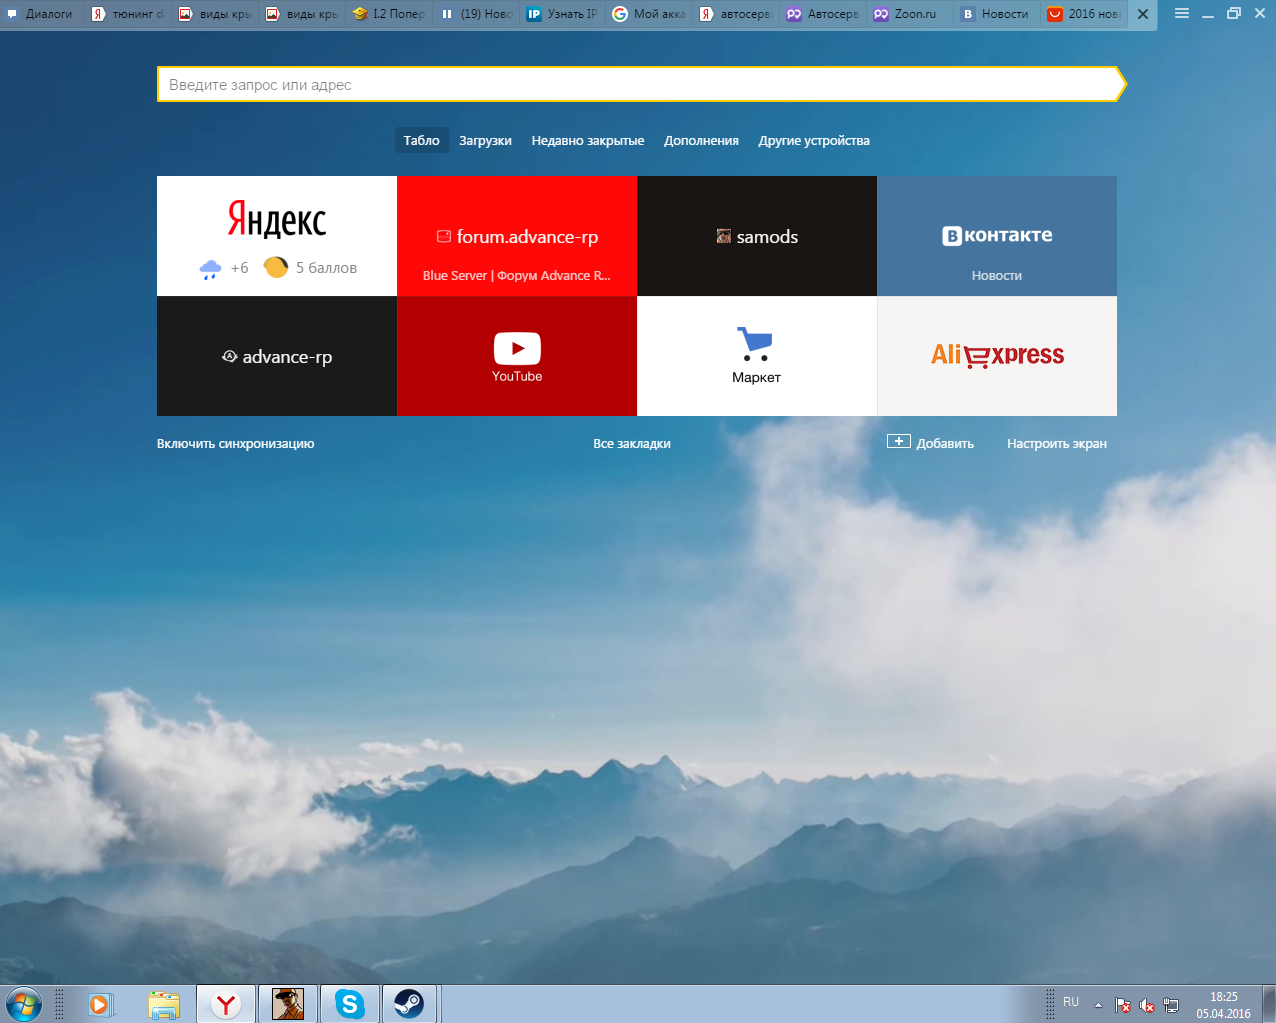 Диалоги
тюнинг d
виды кры
виды кры
I.2 Попер
(19) Ново
IP Узнать IP
Мой акка
автосерв
Автосерв
Zoon.ru
Новости
2016 нов
Введите запрос или адрес
Табло Загрузки Недавно закрытые Дополнения Другие устройства
Яндекс
+6 5 баллов
forum.advance-rp
Blue Server | Форум Advance R...
samods
В контакте
Новости
advance-rp
YouTube
Маркет
AliExpress
Включить синхронизацию Все закладки Добавить Настроить экран
RU
18:25
05.04.2016